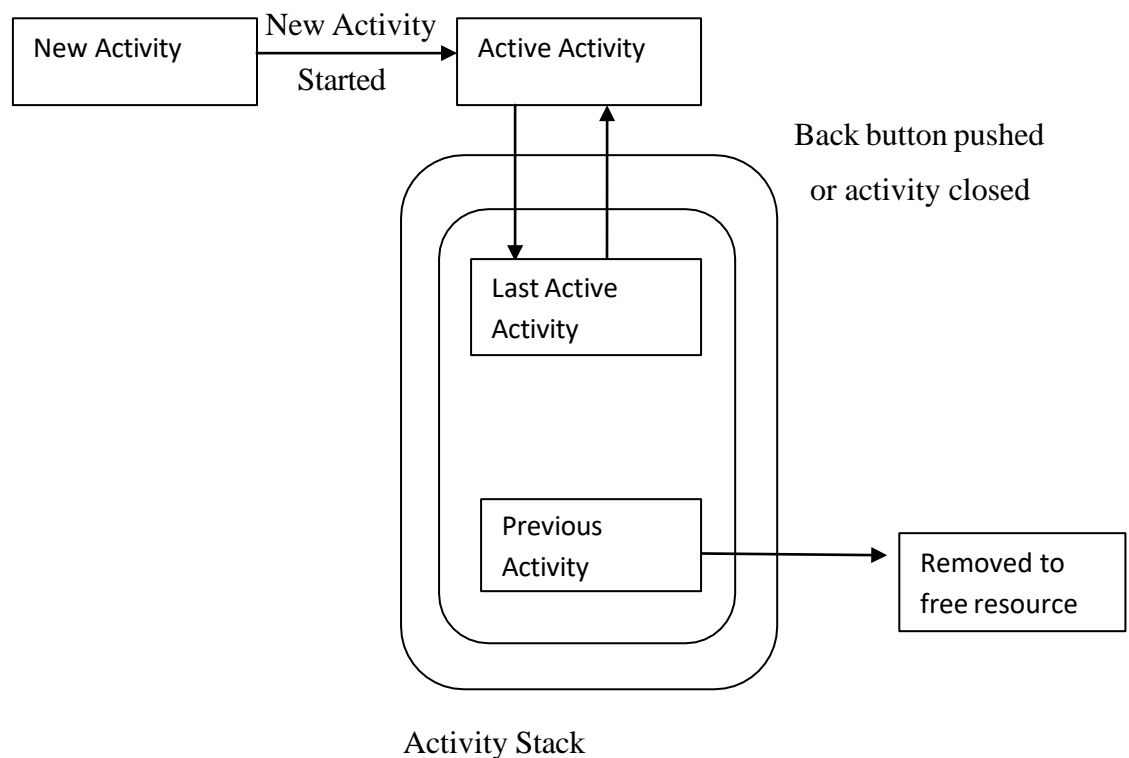 New Activity
New Activity
Started
Active Activity
Back button pushed
or activity closed
Last Active
Activity
Previous
Activity
Removed to
free resource
Activity Stack